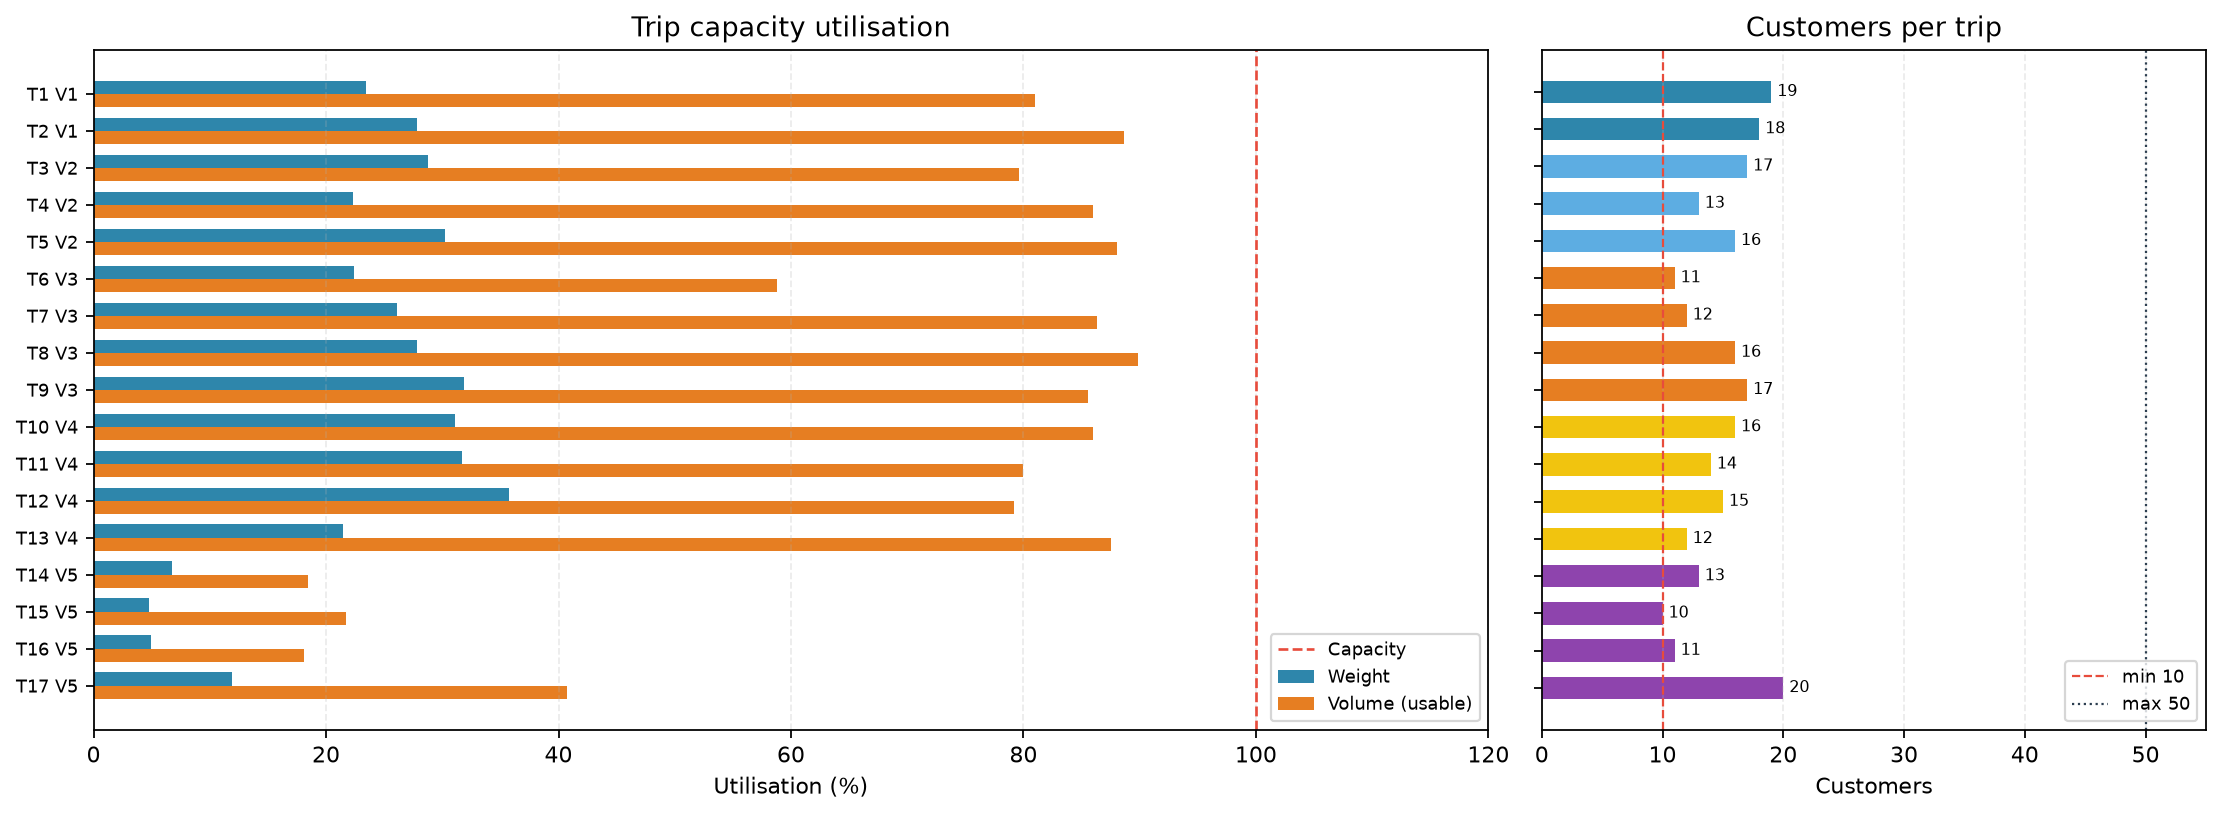 Trip capacity utilisation
T1 V1
T2 V1
T3 V2
T4 V2
T5 V2
T6 V3
T7 V3
T8 V3
T9 V3
T10 V4
T11 V4
T12 V4
T13 V4
T14 V5
T15 V5
T16 V5
T17 V5
Capacity
Weight
Volume (usable)
0 20 40 60 80 100 120
Utilisation (%)
Customers per trip
19
18
17
13
16
11
12
16
17
16
14
15
12
13
10
11
20
min 10
max 50
0 10 20 30 40 50
Customers